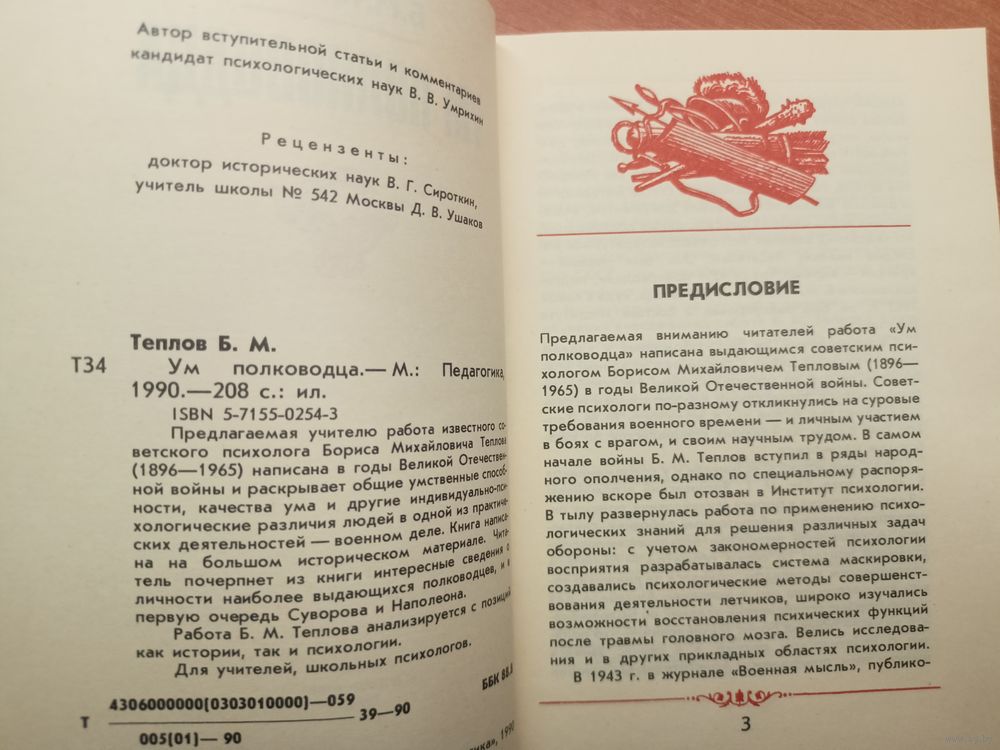 Автор вступительной статьи и комментариев
кандидат психологических наук В. В. Умрихин
Рецензенты:
доктор исторических наук В. Г. Сироткин,
учитель школы № 542 Москвы Д. В. Ушаков
Теплов Б. М.
Т34 Ум полководца.— М.: Педагогика,
1990.—208 с.: ил.
ISBN 5-7155-0254-3
Предлагаемая учителю работа известного со-
ветского психолога Бориса Михайловича Теплова
(1896—1965) написана в годы Великой Отечествен-
ной войны и раскрывает общие умственные способ-
ности, качества ума и другие индивидуально-пси-
хологические различия людей в одной из практиче-
ских деятельностей — военном деле. Книга написа-
на на большом историческом материале. Чита-
тель почерпнет из книги интересные сведения о
личности наиболее выдающихся полководцев, и в
первую очередь Суворова и Наполеона.
Работа Б. М. Теплова анализируется с позиций
как истории, так и психологии.
Для учителей, школьных психологов.
ББК 88.
Т 4306000000(0303010000)—059
39—90
005(01)— 90
1990
ПРЕДИСЛОВИЕ
Предлагаемая вниманию читателей работа «Ум
полководца» написана выдающимся советским пси-
хологом Борисом Михайловичем Тепловым (1896—
1965) в годы Великой Отечественной войны. Совет-
ские психологи по-разному откликнулись на суровые
требования военного времени — и личным участием
в боях с врагом, и своим научным трудом. В самом
начале войны Б. М. Теплов вступил в ряды народ-
ного ополчения, однако по специальному распоря-
жению вскоре был отозван в Институт психологии.
В тылу развернулась работа по применению психо-
логических знаний для решения различных задач
обороны: с учетом закономерностей психологии
восприятия разрабатывалась система маскировки,
создавались психологические методы совершенст-
вования деятельности летчиков, широко изучались
возможности восстановления психических функций
после травмы головного мозга. Велись исследова-
ния и в других прикладных областях психологии.
В 1943 г. в журнале «Военная мысль», публико-
3